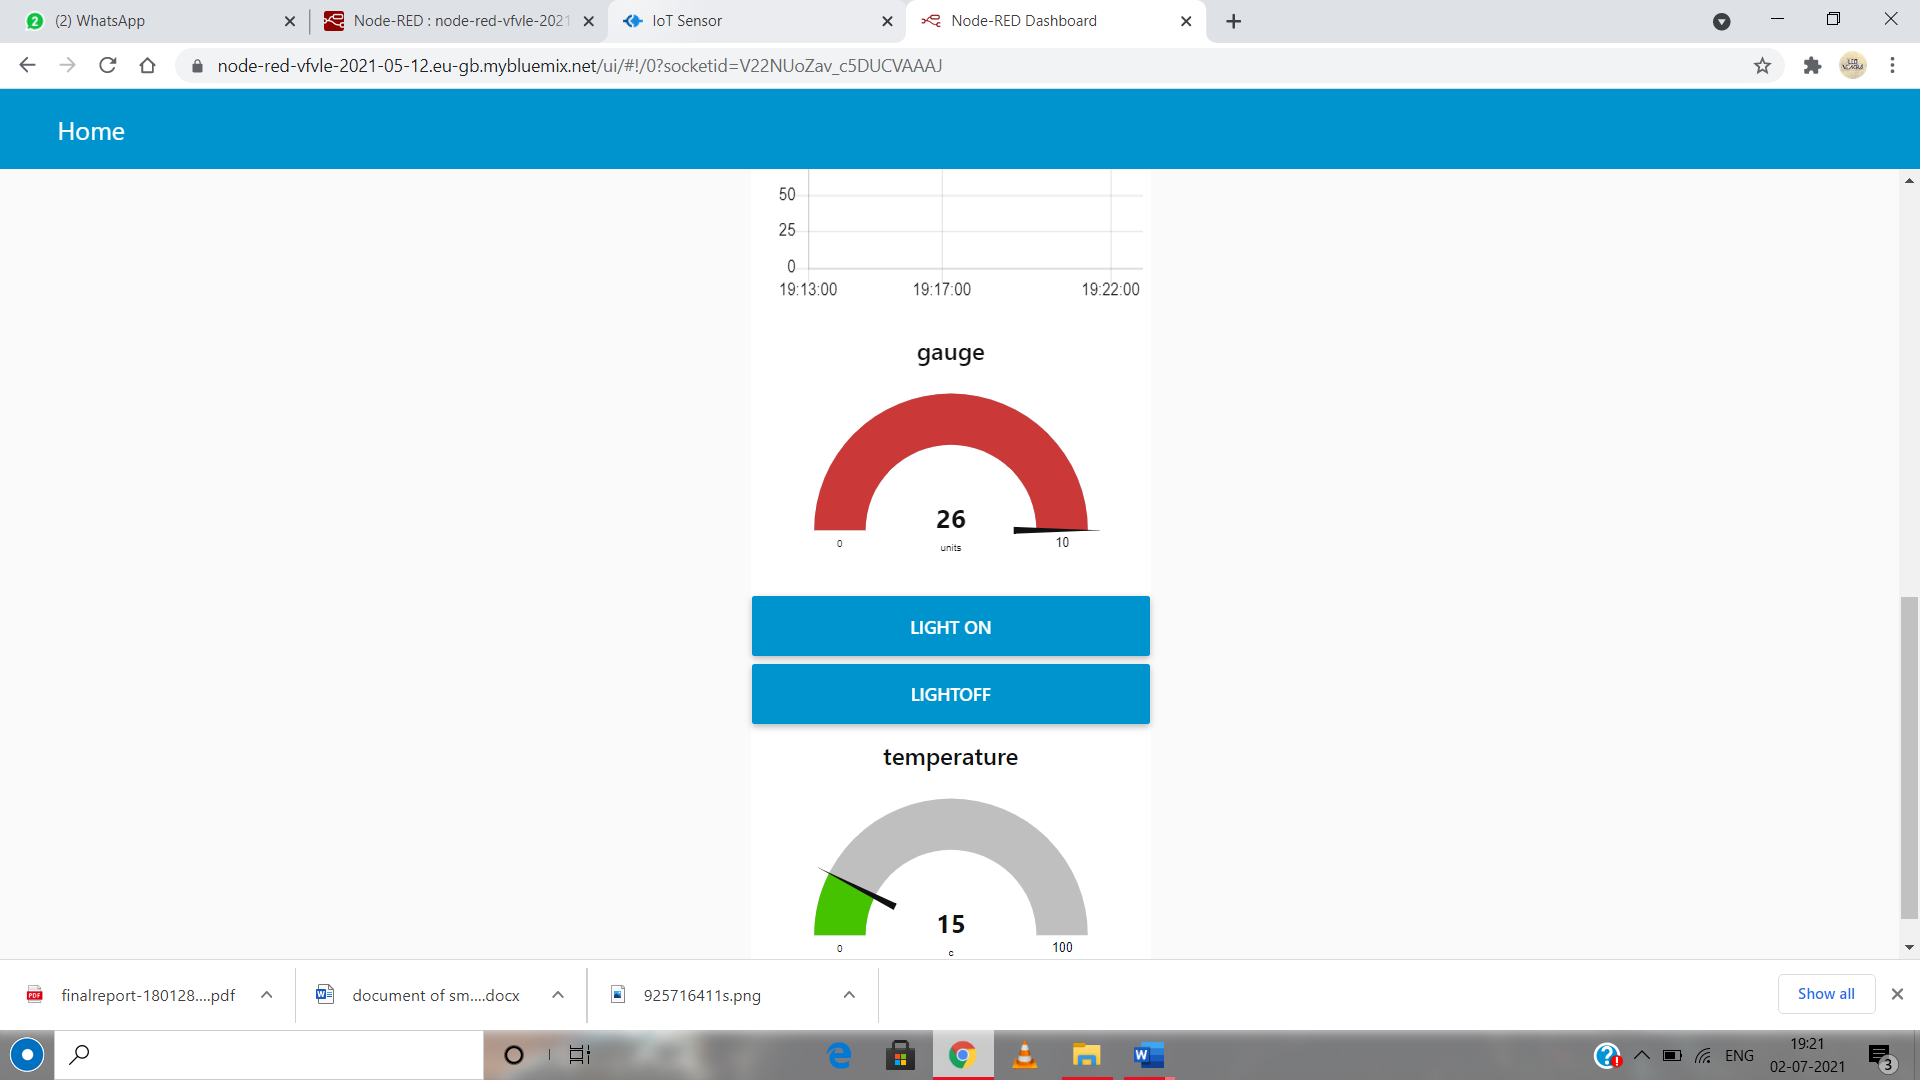 (2) WhatsApp
Node-RED : node-red-vfvle-2021
IoT Sensor
Node-RED Dashboard
node-red-vfvle-2021-05-12.eu-gb.mybluemix.net/ui/#!/0?socketid=V22NUoZav_c5DUCVAAAJ
Home
50
25
0
19:13:00 19:17:00 19:22:00
gauge
26
units
0 10
LIGHT ON
LIGHTOFF
temperature
15
c
0 100
finalreport-180128....pdf
document of sm....docx
925716411s.png
Show all
ENG
19:21
02-07-2021
3